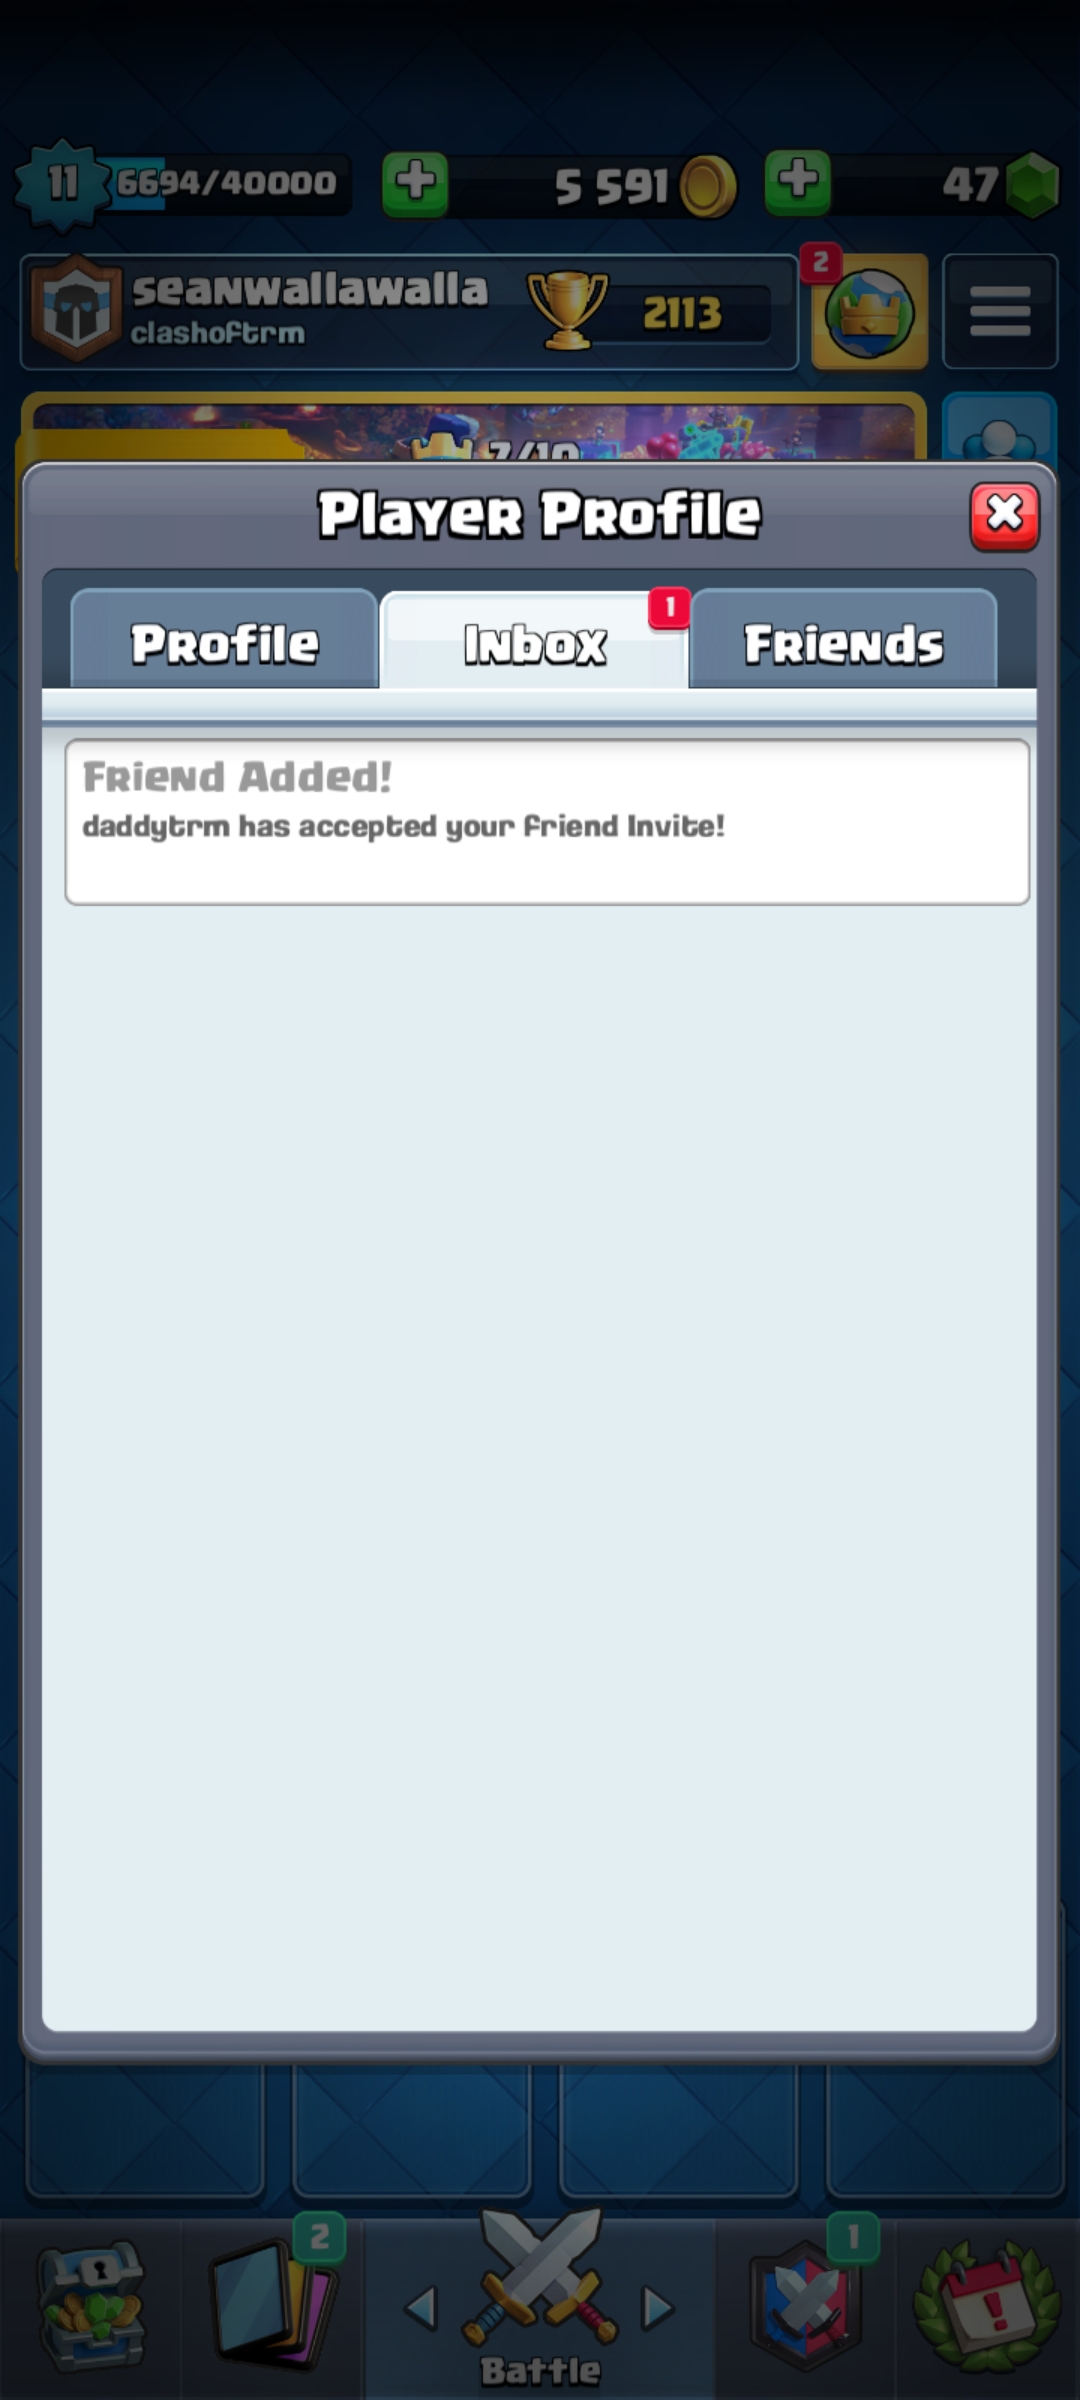 11 6694/40000 5 591 47
seanwallawalla 2113 2
clashoftrm
7/10
Player Profile
Profile Inbox 1 Friends
Friend Added!
daddytrm has accepted your friend Invite!
2 1
Battle